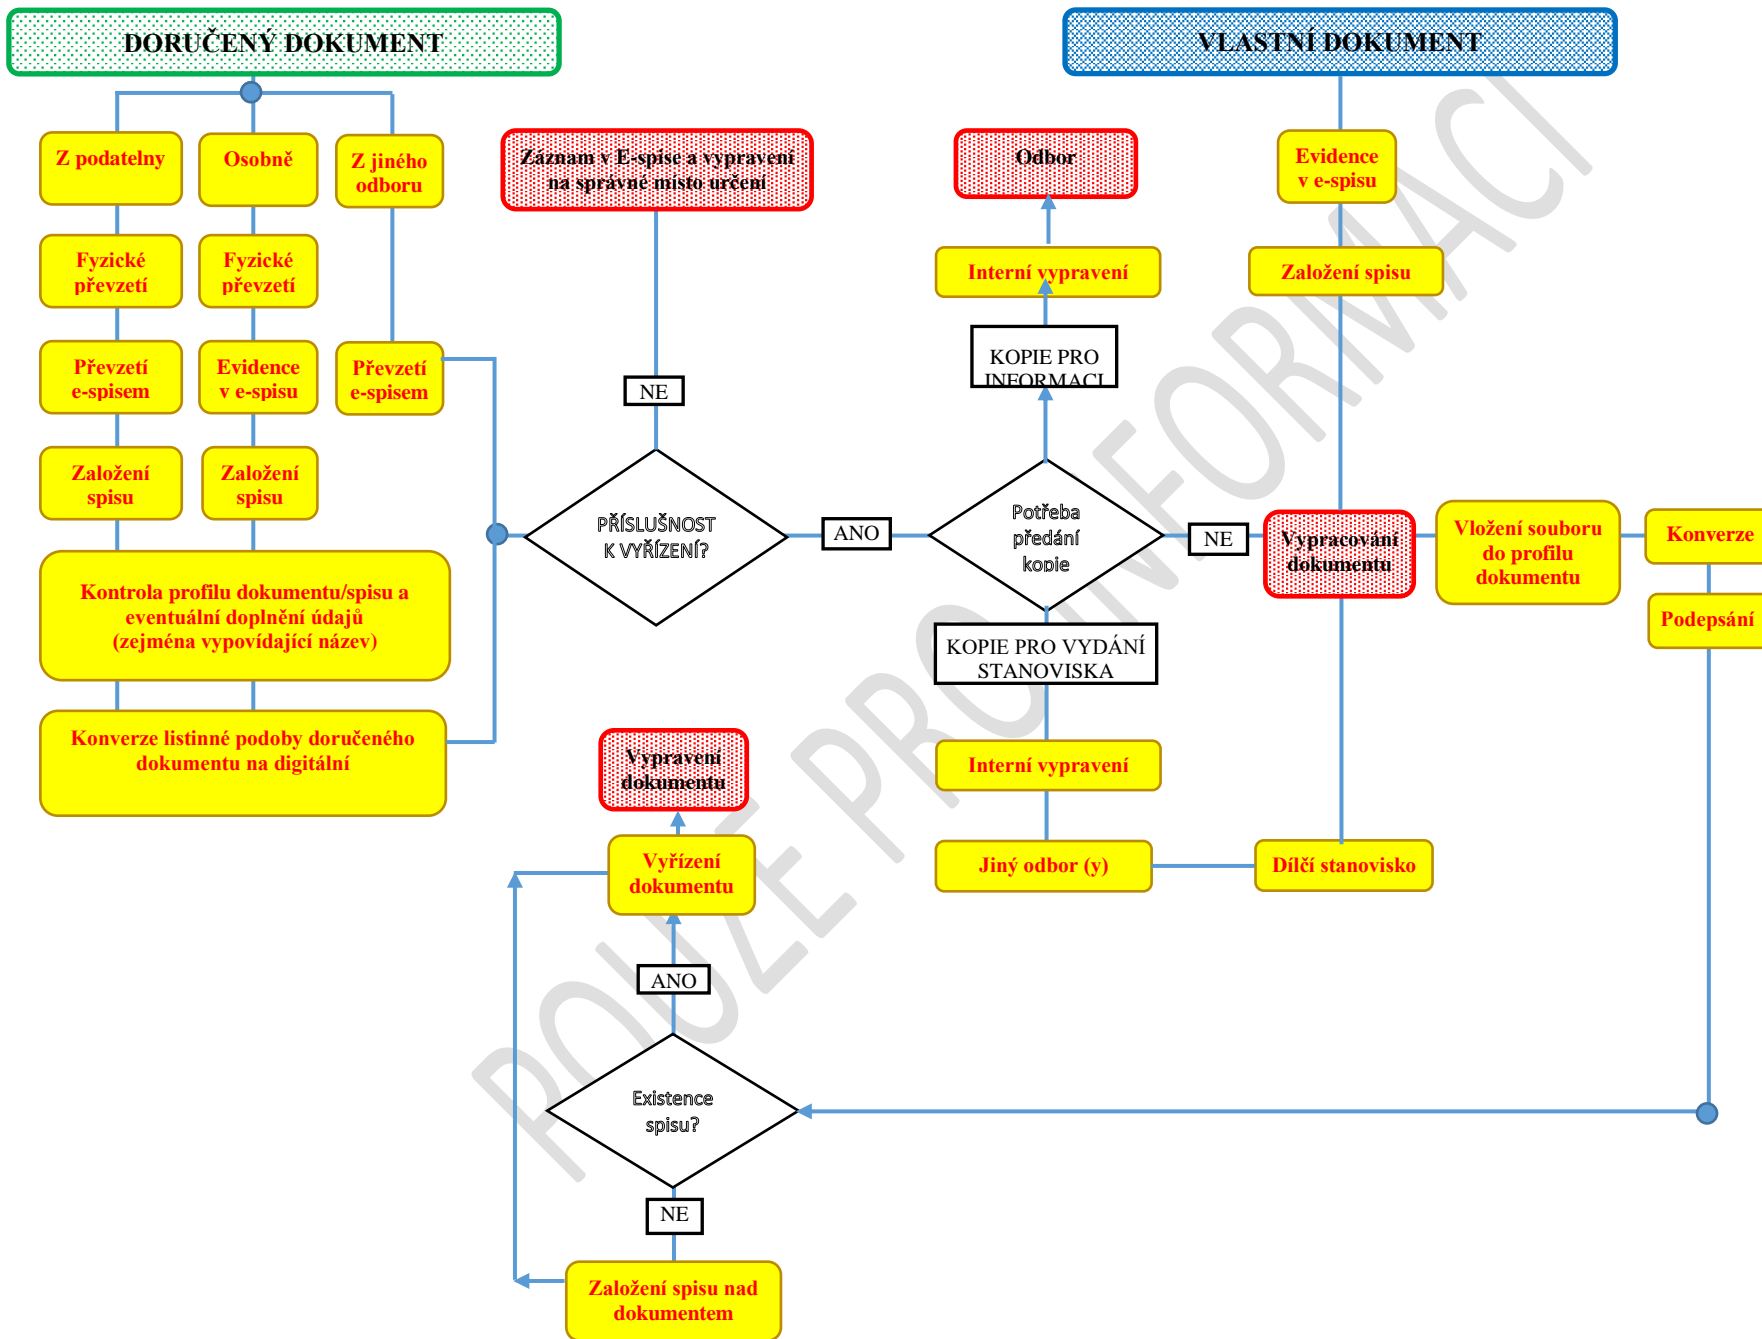 DORUČENÝ DOKUMENT
VLASTNÍ DOKUMENT
Z podatelny
Osobně
Z jiného
odboru
Záznam v E-spise a vypravení
na správné místo určení
Odbor
Evidence
v e-spisu
Fyzické
převzetí
Fyzické
převzetí
Interní vypravení
Založení spisu
Převzetí
e-spisem
Evidence
v e-spisu
Převzetí
e-spisem
NE
KOPIE PRO
INFORMACI
Založení
spisu
Založení
spisu
PŘÍSLUŠNOST
K VYŘÍZENÍ?
ANO
Potřeba
předání
kopie
NE
Vypracování
dokumentu
Vložení souboru
do profilu
dokumentu
Konverze
Podepsání
Kontrola profilu dokumentu/spisu a
eventuální doplnění údajů
(zejména vypovídající název)
KOPIE PRO VYDÁNÍ
STANOVISKA
Konverze listinné podoby doručeného
dokumentu na digitální
Vypravení
dokumentu
Interní vypravení
Vyřízení
dokumentu
Jiný odbor (y)
Dílčí stanovisko
ANO
Existence
spisu?
NE
Založení spisu nad
dokumentem
POUZE PRO INFORMACI